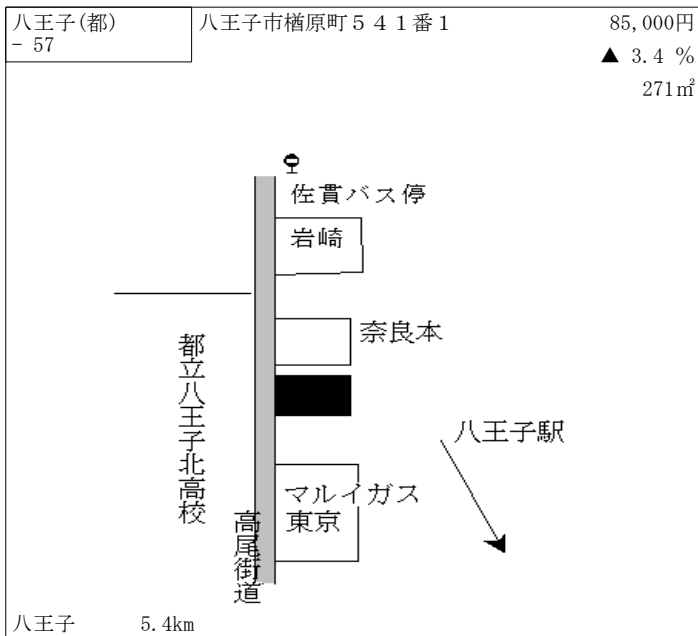 八王子(都)
- 57
八王子市楢原町５４１番１
85,000円
▲ 3.4 %
271㎡
佐貫バス停
岩崎
奈良本
都立八王子北高校
八王子駅
マルイガス
東京
高尾街道
八王子 5.4km